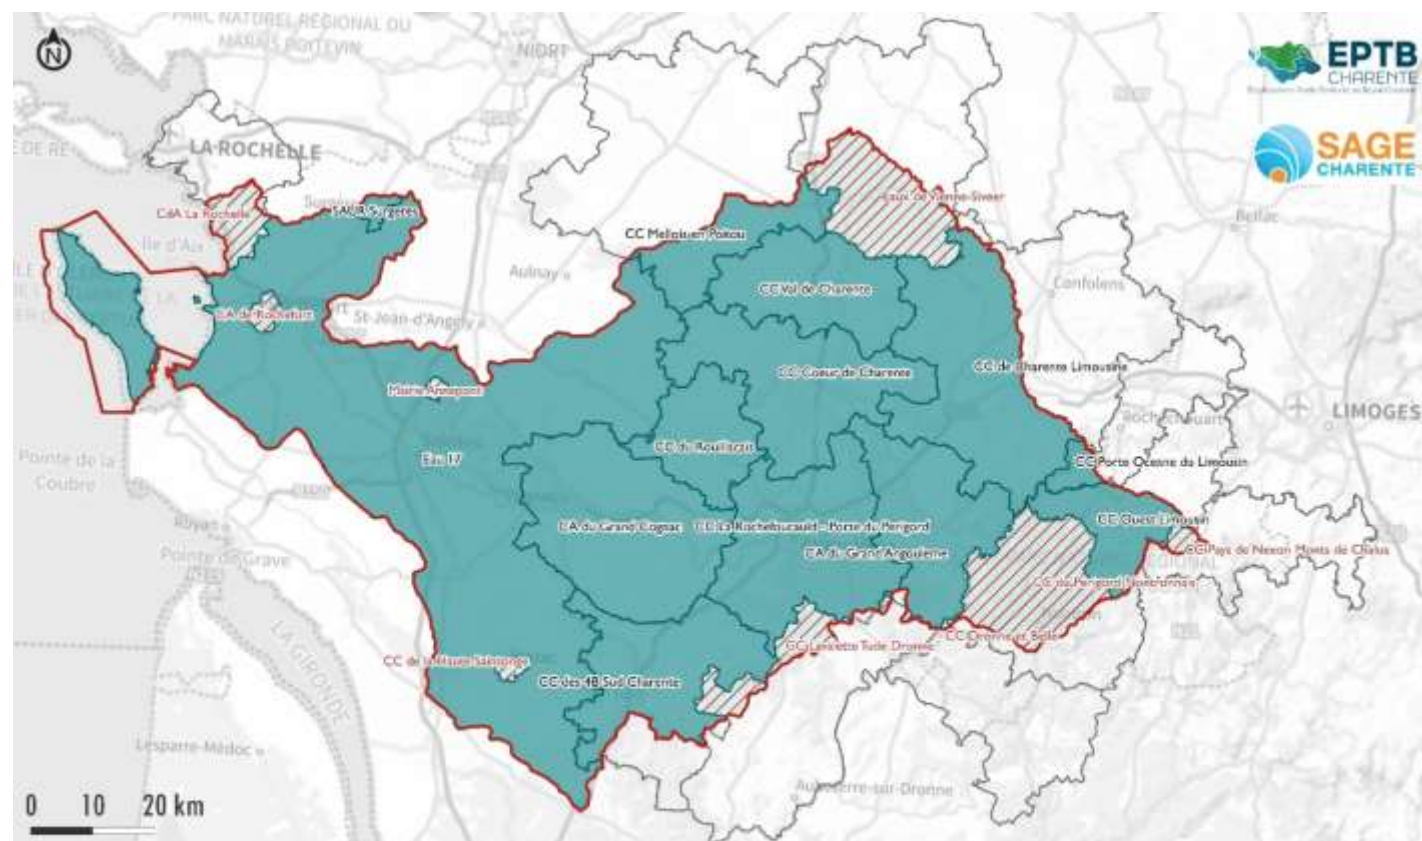 PARC NATUREL RÉGIONAL DU
MARAIS POITEVIN
NIORT
N
EPTB
CHARENTE
SAGE
CHARENTE
LA ROCHELLE
Eaux de Vienne-Siveer
CdA La Rochelle
SAUR Surgères
Bellac
Ile d'Aix
CC Mellois en Poitou
Aulnay
CC Val de Charente
Confolens
CA de Rochefort
St-Jean-d'Angély
CC Coeur de Charente
CC de Charente Limousine
Mairie Annepont
LIMOGES
Rochechouart
CC du Rouillacais
Pointe de la
Coubre
Eau 17
CC Porte Océane du Limousin
CA du Grand Cognac
CC La Rochefoucauld - Porte du Périgord
CC Ouest Limousin
Royan
Pointe de Grave
CA du Grand Angoulême
CC Pays de Nexon Monts de Châlus
CC du Périgord Nontronnais
CC Dronne et Belle
CC Lavalette Tude Dronne
LA GIRONDE
CC de la Haute Saintonge
CC des 4B Sud Charente
Lesparre-Médoc
Aubeterre-sur-Dronne
0 10 20 km